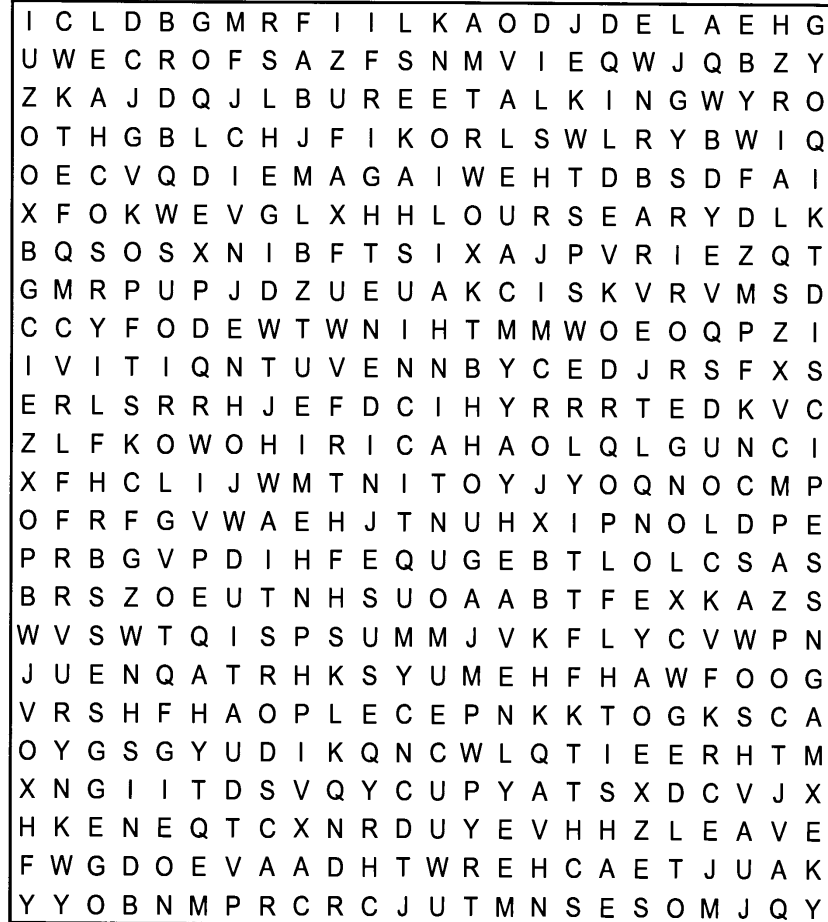 I C L D B G M R F I I L K A O D J D E L A E H G
U W E C R O F S A Z F S N M V I E Q W J Q B Z Y
Z K A J D Q J L B U R E E T A L K I N G W Y R O
O T H G B L C H J F I K O R L S W L R Y B W I Q
O E C V Q D I E M A G A I W E H T D B S D F A I
X F O K W E V G L X H H L O U R S E A R Y D L K
B Q S O S X N I B F T S I X A J P V R I E Z Q T
G M R P U P J D Z U E U A K C I S K V R V M S D
C C Y F O D E W T W N I H T M M W O E O Q P Z I
I V I T I Q N T U V E N N B Y C E D J R S F X S
E R L S R R H J E F D C I H Y R R R T E D K V C
Z L F K O W O H I R I C A H A O L Q L G U N C I
X F H C L I J W M T N I T O Y J Y O Q N O C M P
O F R F G V W A E H J T N U H X I P N O L D P E
P R B G V P D I H F E Q U G E B T L O L C S A S
B R S Z O E U T N H S U O A A B T F E X K A Z S
W V S W T Q I S P S U M M J V K F L Y C V W P N
J U E N Q A T R H K S Y U M E H F H A W F O O G
V R S H F H A O P L E C E P N K K T O G K S C A
O Y G S G Y U D I K Q N C W L Q T I E E R H T M
X N G I I T D S V Q Y C U P Y A T S X D C V J X
H K E N E Q T C X N R D U Y E V H H Z L E A V E
F W G D O E V A A D H T W R E H C A E T J U A K
Y Y O B N M P R C R C J U T M N S E S O M J Q Y